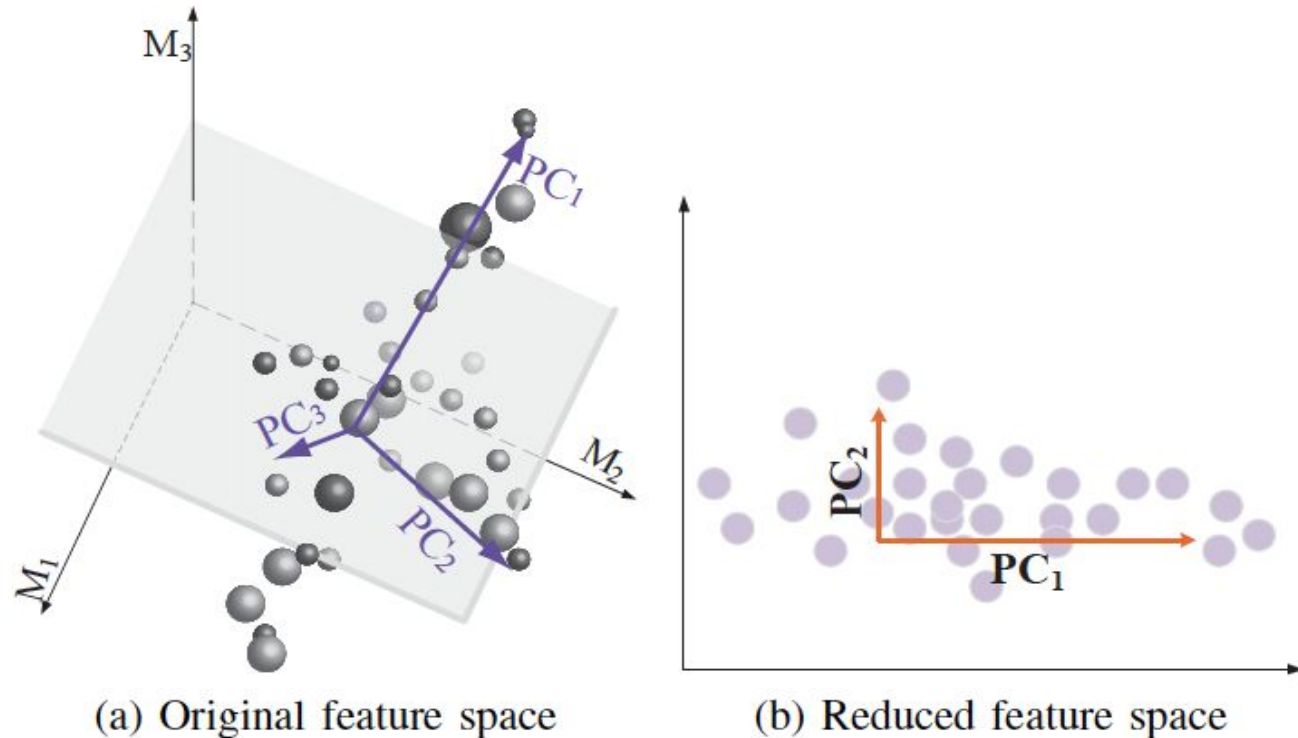 M₃
PC₁
PC₃
M₂
PC₂
M₁
PC₂
PC₁
(a) Original feature space
(b) Reduced feature space